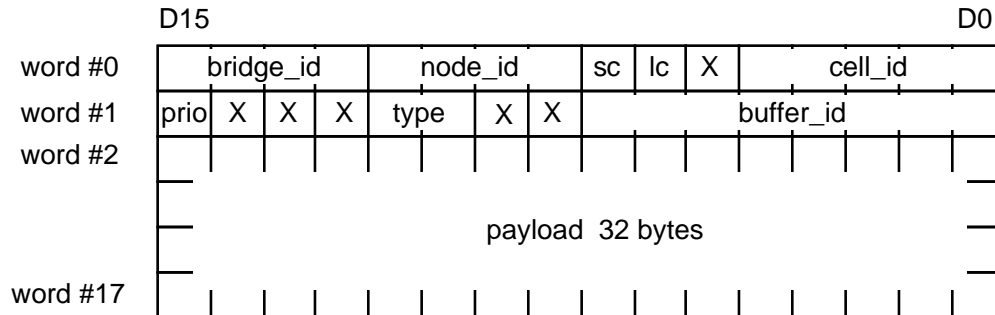 D15 D0
word #0 bridge_id node_id sc lc X cell_id
word #1 prio X X X type X X buffer_id
word #2
payload 32 bytes
word #17